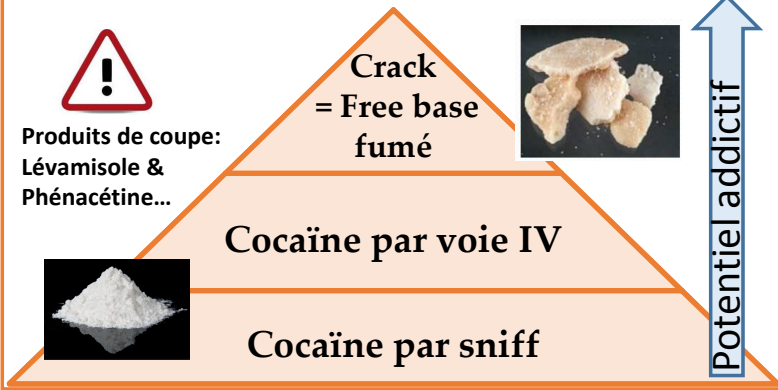 Crack
= Free base
fumé
Produits de coupe:
Lévamisole &
Phénacétine…
Cocaïne par voie IV
Cocaïne par sniff
Potentiel addictif